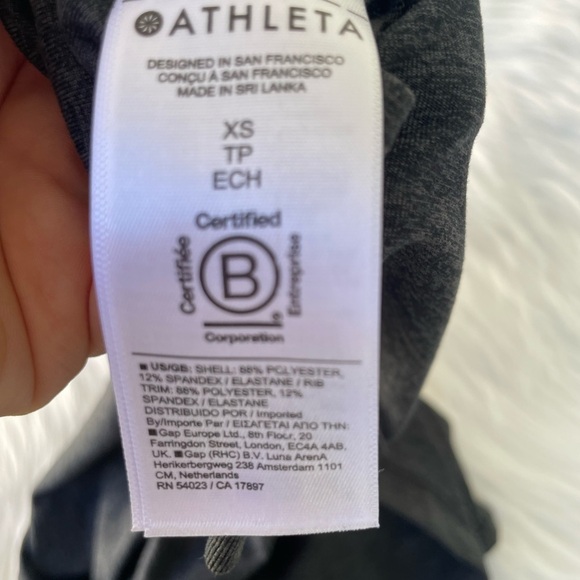 ATHLETA
DESIGNED IN SAN FRANCISCO
CONÇU À SAN FRANCISCO
MADE IN SRI LANKA
XS
TP
ECH
Certified
Certifiée
B
Entreprise
Corporation
US/GB: SHELL: 88% POLYESTER,
12% SPANDEX / ELASTANE / RIB
TRIM: 88% POLYESTER, 12%
SPANDEX / ELASTANE
DISTRIBUIDO POR / Imported
By/Importe Par / ΕΙΣΑΓΕΤΑΙ ΑΠΟ ΤΗΝ:
Gap Europe Ltd., 8th Floor, 20
Farringdon Street, London, EC4A 4AB,
UK. Gap (RHC) B.V. Luna ArenA
Herikerbergweg 238 Amsterdam 1101
CM, Netherlands
RN 54023 / CA 17897